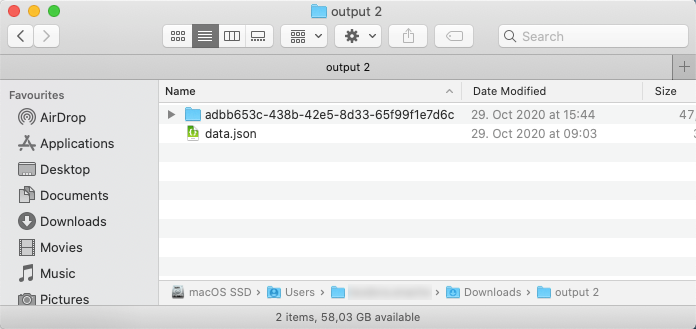 output 2
Search
output 2
Favourites
AirDrop
Applications
Desktop
Documents
Downloads
Movies
Music
Pictures
Name Date Modified Size
adbb653c-438b-42e5-8d33-65f99f1e7d6c 29. Oct 2020 at 15:44 47,
data.json 29. Oct 2020 at 09:03
macOS SSD Users Downloads output 2
2 items, 58,03 GB available